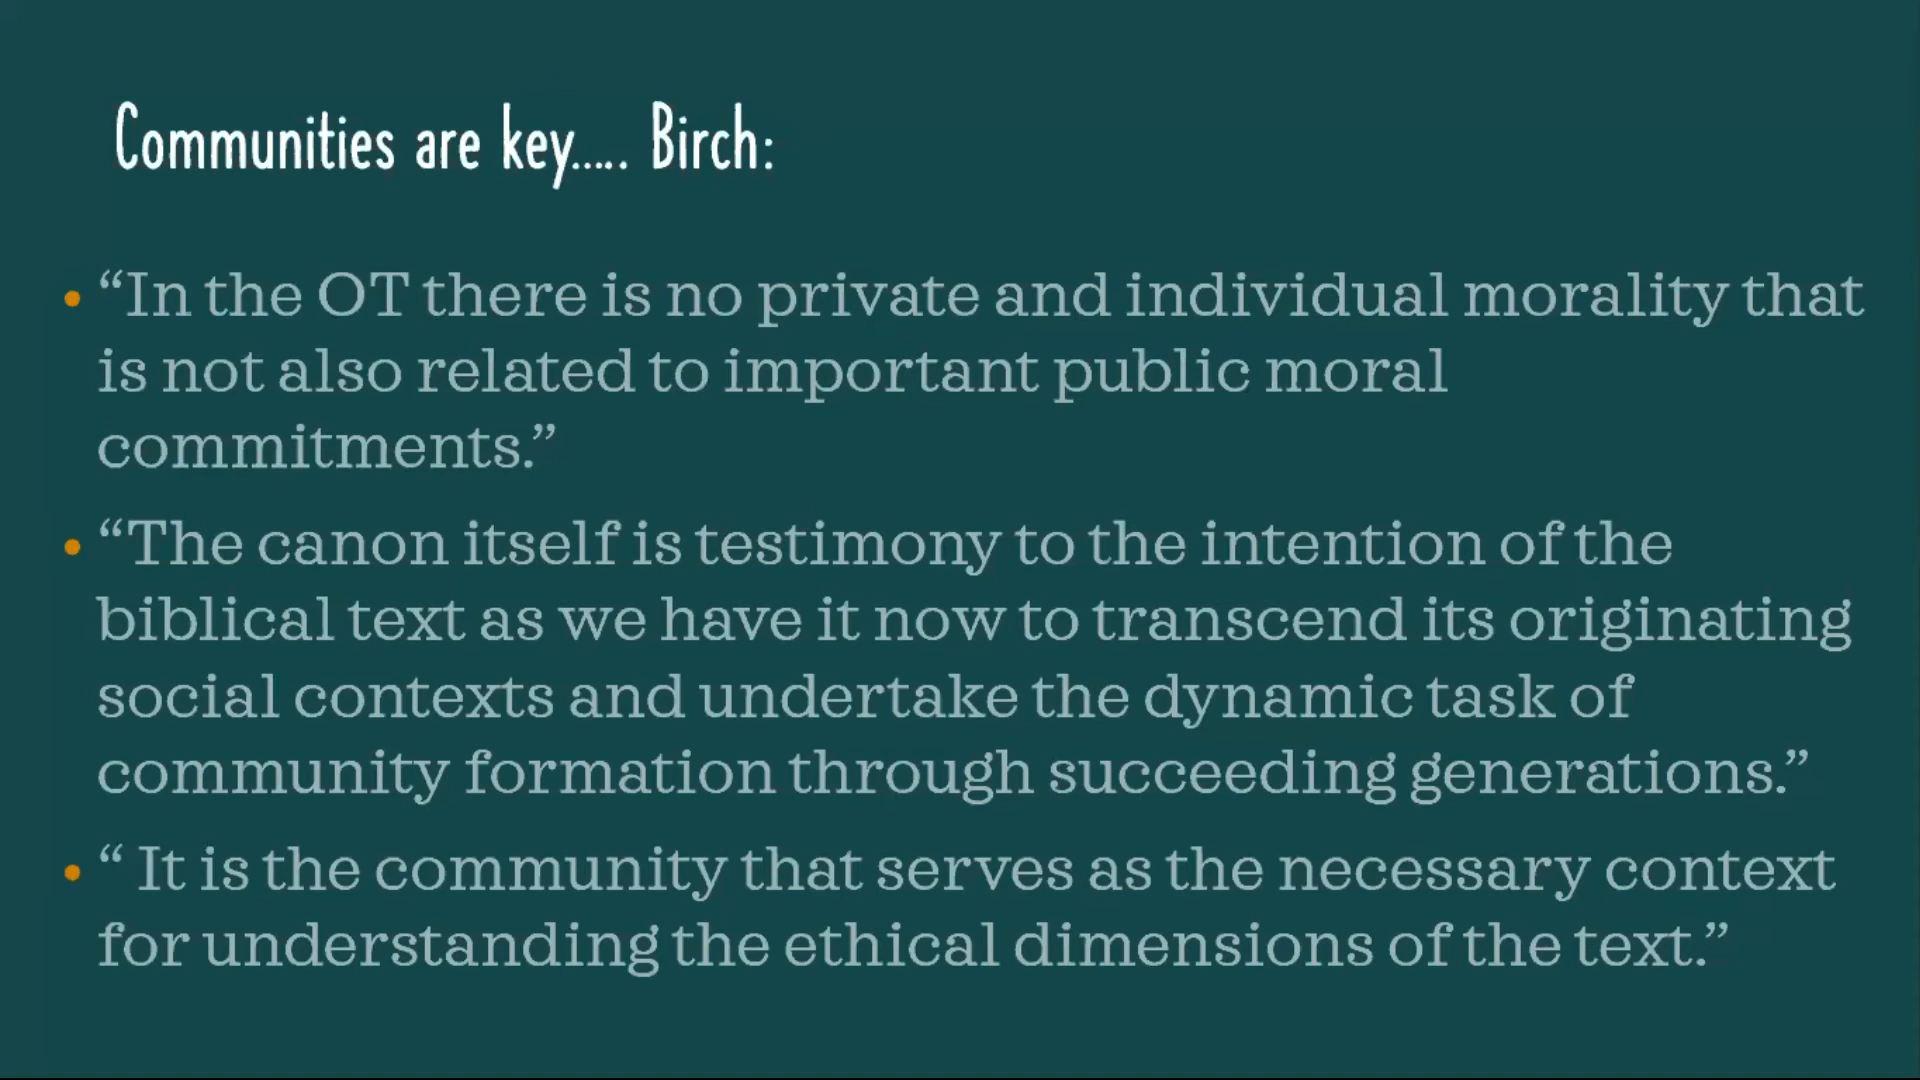 Communities are key..... Birch:
• “In the OT there is no private and individual morality that
is not also related to important public moral
commitments.”
• “The canon itself is testimony to the intention of the
biblical text as we have it now to transcend its originating
social contexts and undertake the dynamic task of
community formation through succeeding generations.”
• “ It is the community that serves as the necessary context
for understanding the ethical dimensions of the text.”